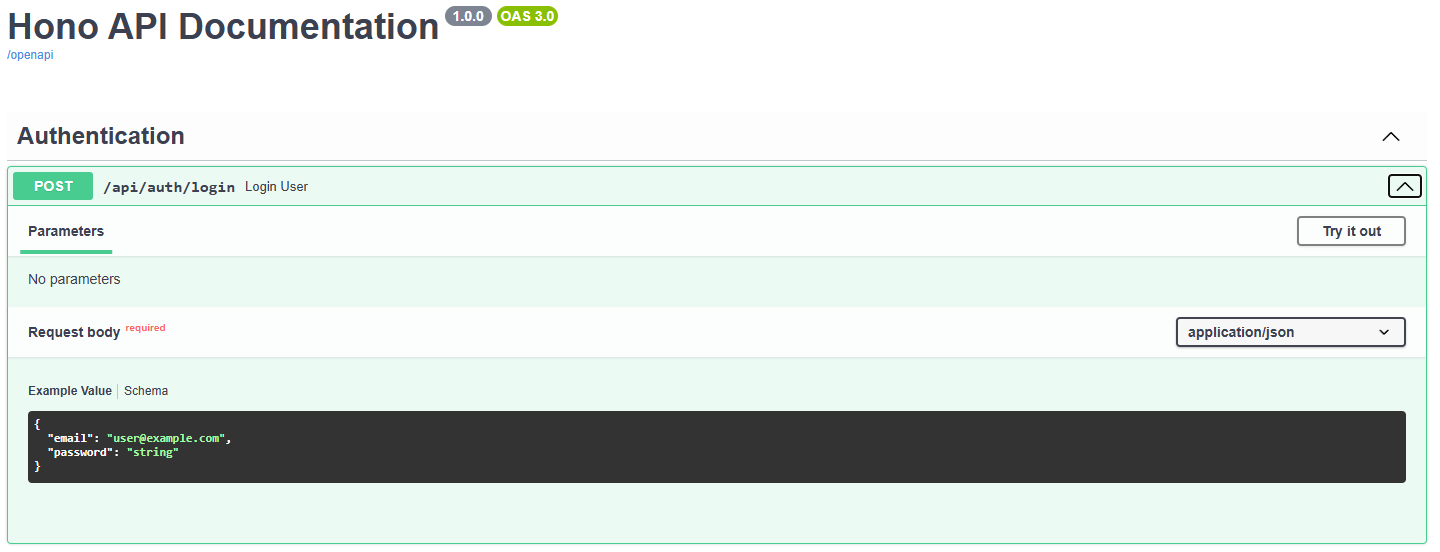 Hono API Documentation 1.0.0 OAS 3.0
/openapi
Authentication
POST /api/auth/login Login User
Parameters Try it out
No parameters
Request body required application/json
Example Value Schema
{
"email": "user@example.com",
"password": "string"
}